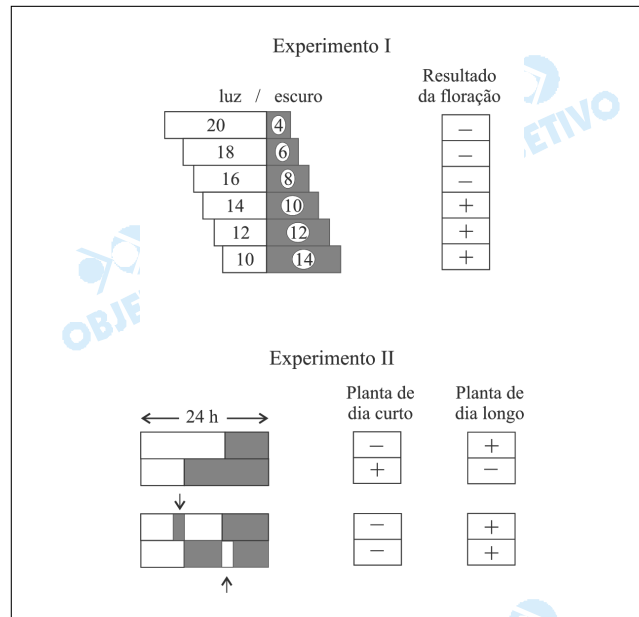 Experimento I
luz / escuro
Resultado
da floração
20 4 –
18 6 –
16 8 –
14 10 +
12 12 +
10 14 +
OBJETIVO
Experimento II
24 h
Planta de
dia curto
Planta de
dia longo
– +
+ –
– +
– +